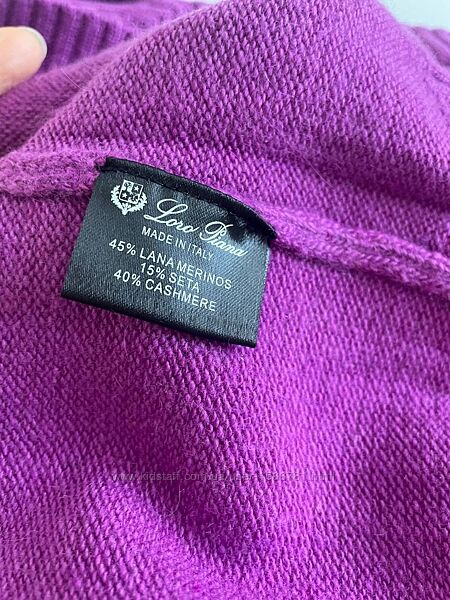 Loro Piana
MADE IN ITALY
45% LANA MERINOS
15% SETA
40% CASHMERE